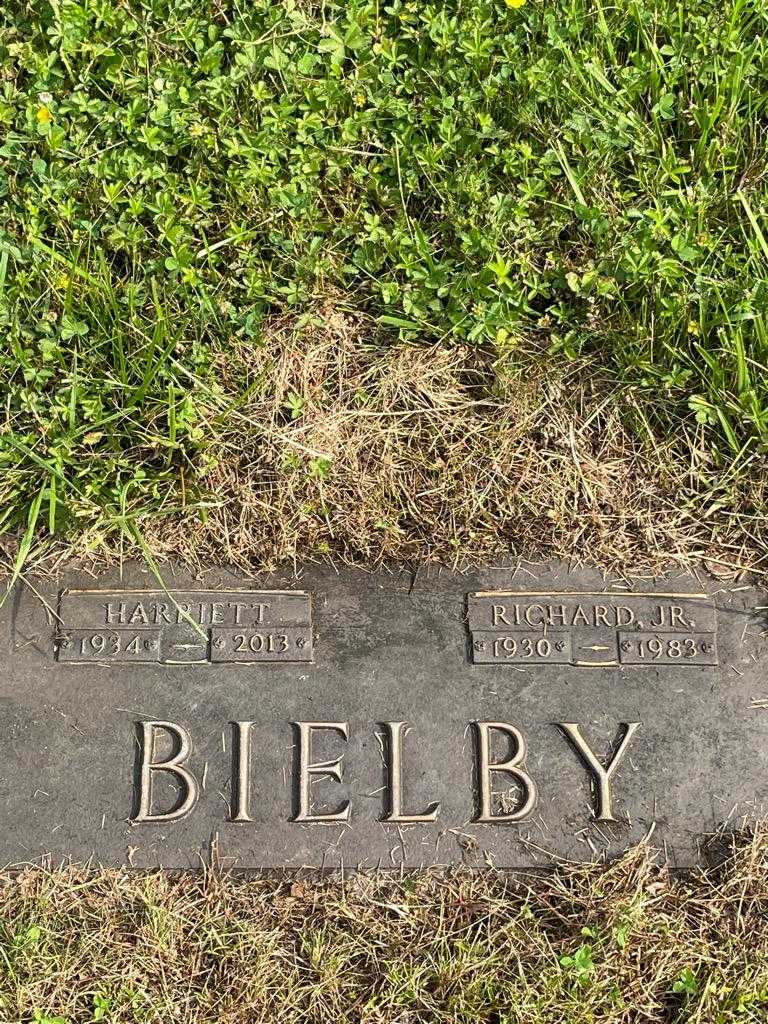 HARRIETT
1934 — 2013
RICHARD, JR.
1930 — 1983
BIELBY